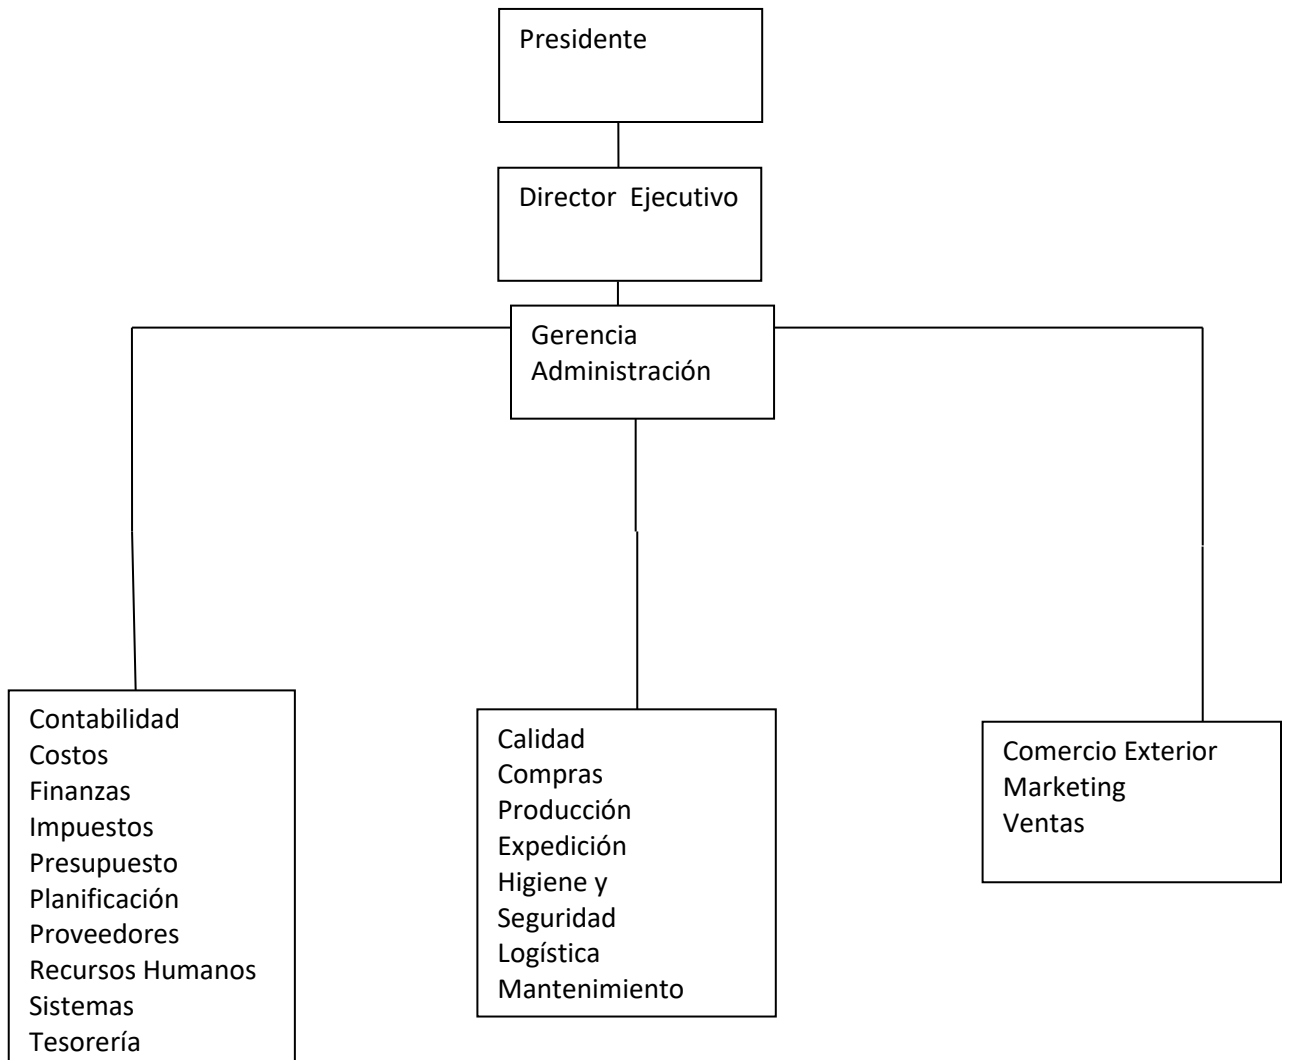 Presidente
Director  Ejecutivo
Gerencia
Administración
Contabilidad
Costos
Finanzas
Impuestos
Presupuesto
Planificación
Proveedores
Recursos Humanos
Sistemas
Tesorería
Calidad
Compras
Producción
Expedición
Higiene y
Seguridad
Logística
Mantenimiento
Comercio Exterior
Marketing
Ventas